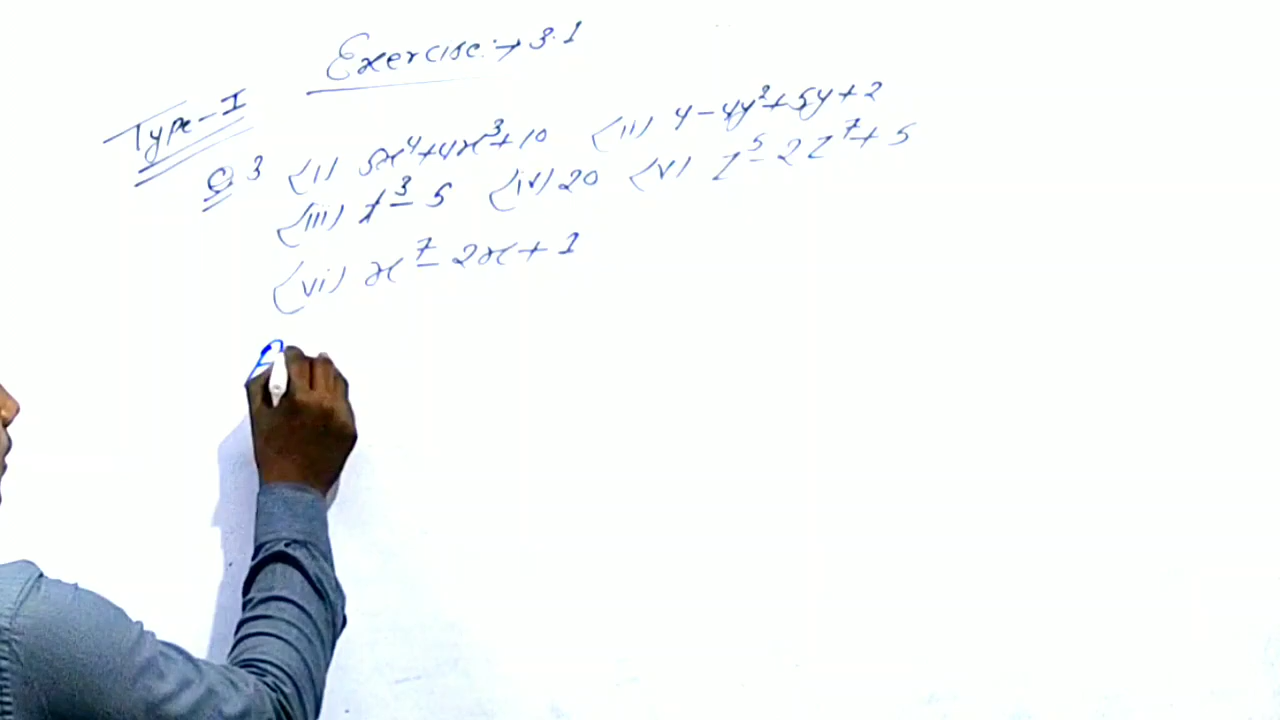 Exercise:→ 3.1
Type-I
Q 3 (i) 5x⁴+4x³+10 (ii) 4-4y²+5y+2
(iii) t³-5 (iv) 20 (v) z⁵-2z⁷+5
(vi) x⁷-2x+1